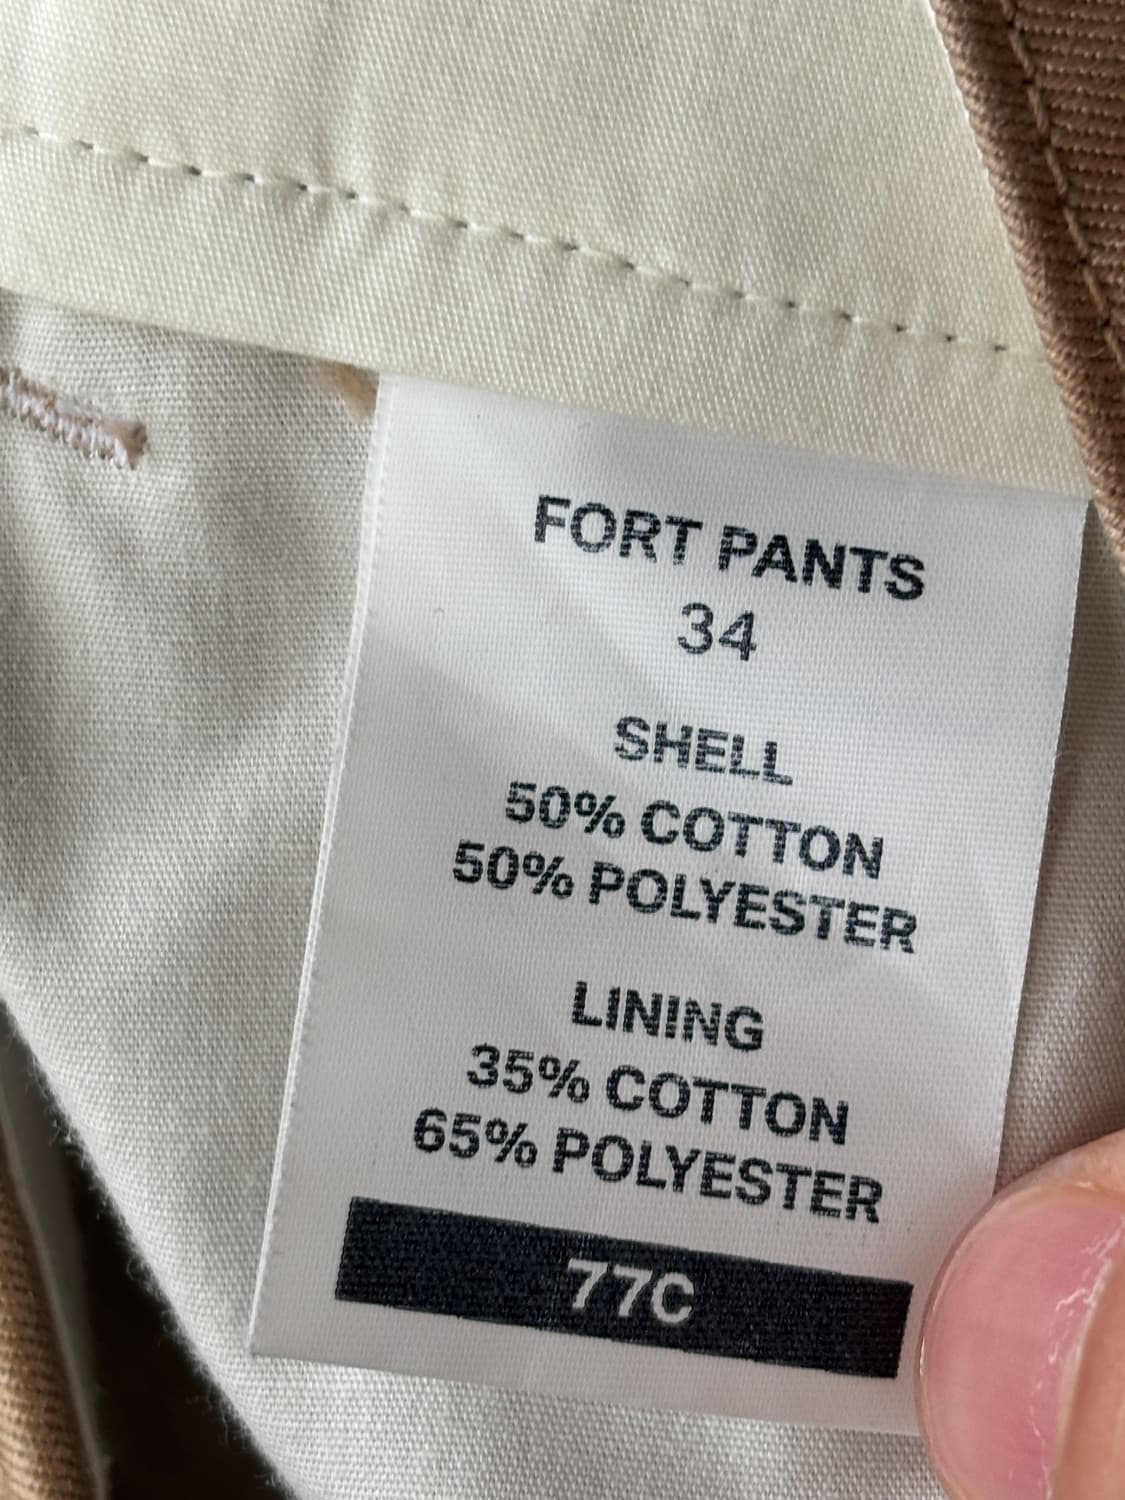 FORT PANTS
34
SHELL
50% COTTON
50% POLYESTER
LINING
35% COTTON
65% POLYESTER
77C